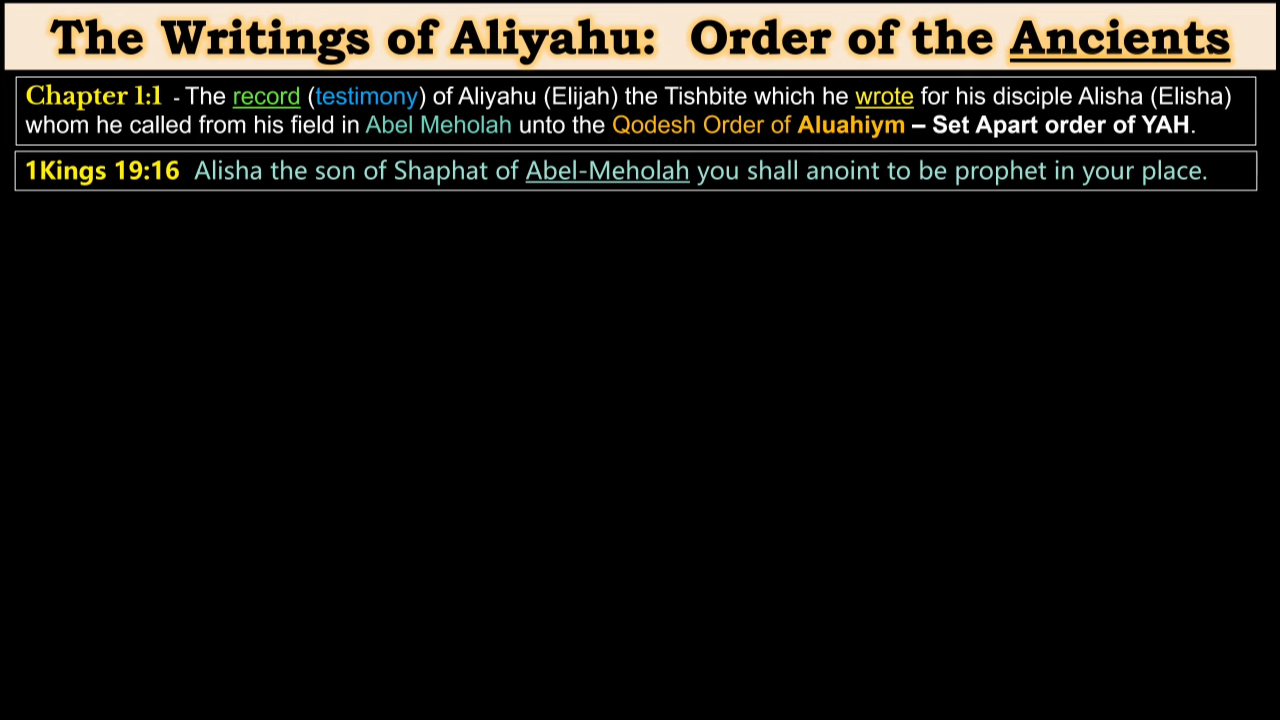 The Writings of Aliyahu: Order of the Ancients
Chapter 1:1 - The record (testimony) of Aliyahu (Elijah) the Tishbite which he wrote for his disciple Alisha (Elisha)
whom he called from his field in Abel Meholah unto the Qodesh Order of Aluahiym – Set Apart order of YAH.
1Kings 19:16 Alisha the son of Shaphat of Abel-Meholah you shall anoint to be prophet in your place.